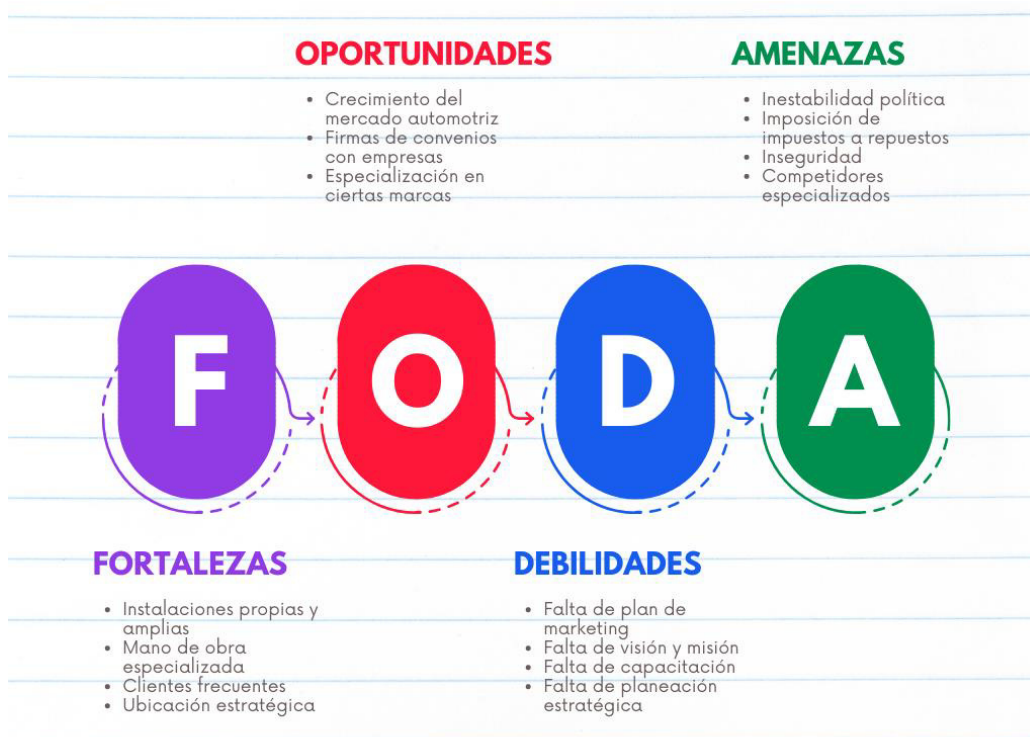 OPORTUNIDADES
• Crecimiento del
mercado automotriz
• Firmas de convenios
con empresas
• Especialización en
ciertas marcas
AMENAZAS
• Inestabilidad política
• Imposición de
impuestos a repuestos
• Inseguridad
• Competidores
especializados
F O D A
FORTALEZAS
• Instalaciones propias y
amplias
• Mano de obra
especializada
• Clientes frecuentes
• Ubicación estratégica
DEBILIDADES
• Falta de plan de
marketing
• Falta de visión y misión
• Falta de capacitación
• Falta de planeación
estratégica